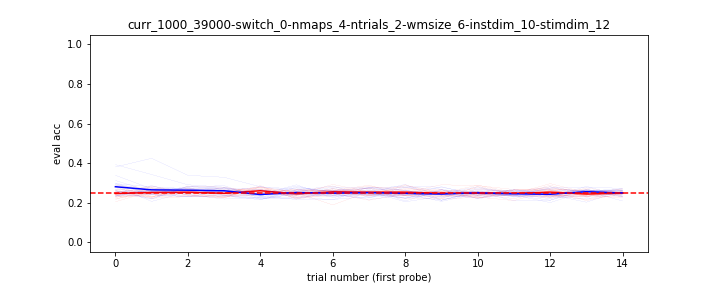 curr_1000_39000-switch_0-nmaps_4-ntrials_2-wmsize_6-instdim_10-stimdim_12
eval acc
1.0
0.8
0.6
0.4
0.2
0.0
0 2 4 6 8 10 12 14
trial number (first probe)